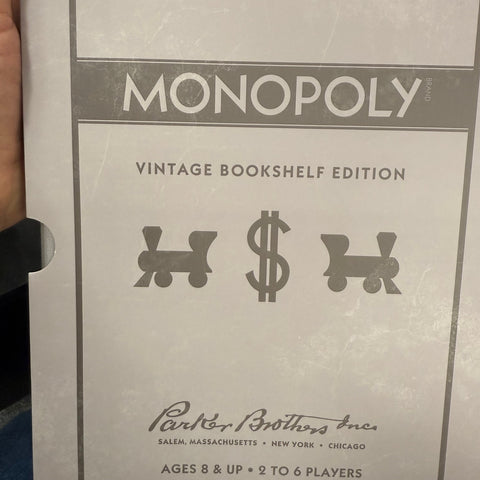 MONOPOLY BRAND
VINTAGE BOOKSHELF EDITION
$
Parker Brothers Inc.
SALEM, MASSACHUSETTS • NEW YORK • CHICAGO
AGES 8 & UP • 2 TO 6 PLAYERS